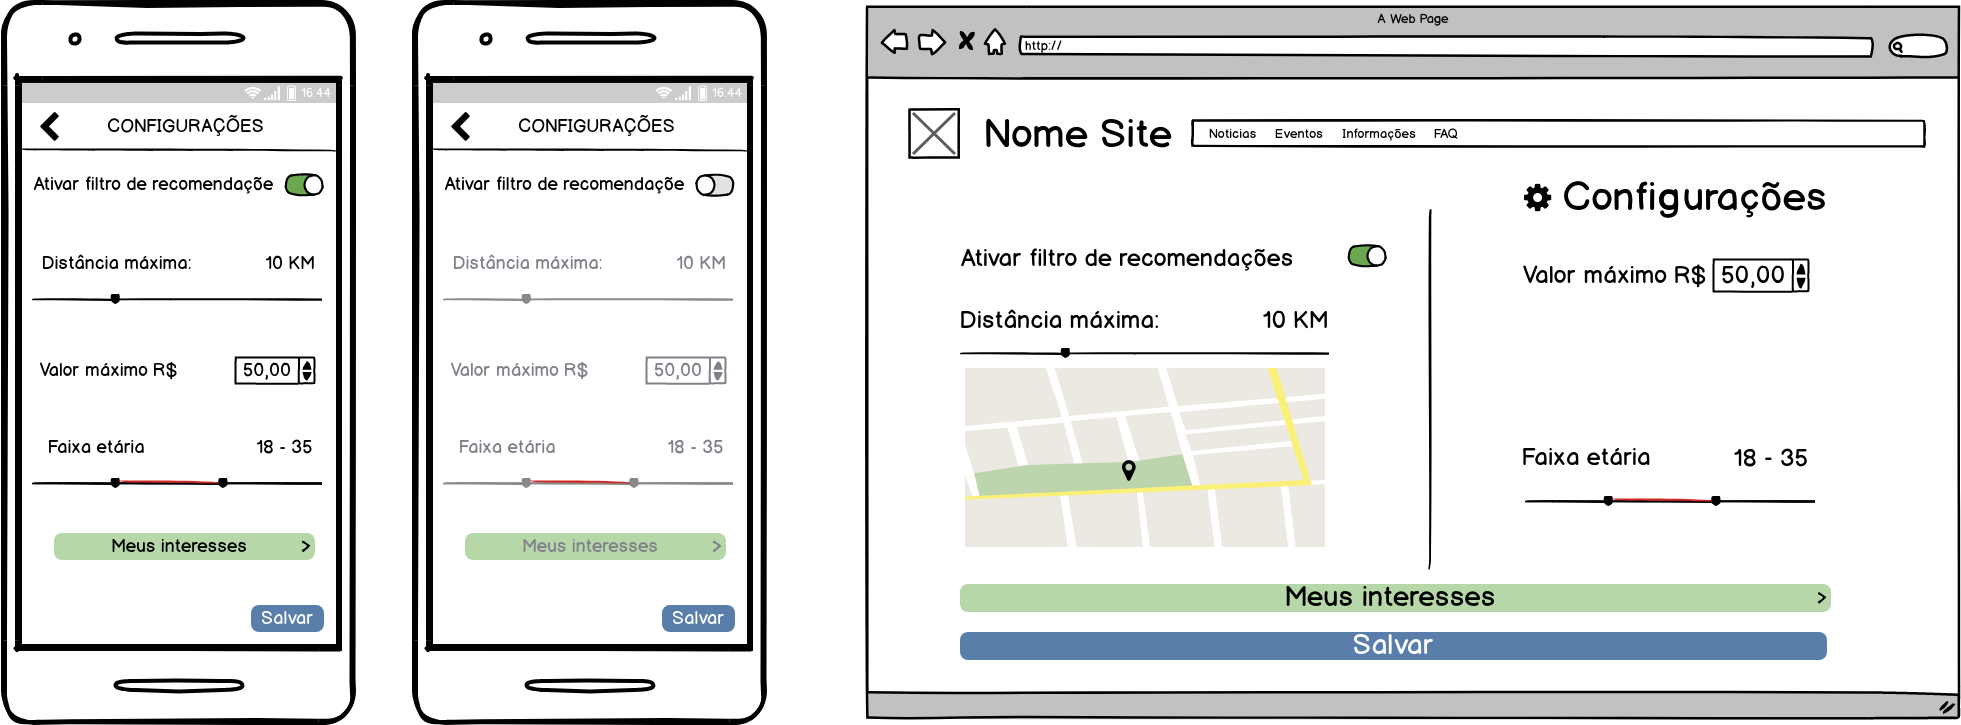 16:44
CONFIGURAÇÕES
Ativar filtro de recomendaçõe
Distância máxima: 10 KM
Valor máximo R$ 50,00
Faixa etária 18 - 35
Meus interesses >
Salvar
16:44
CONFIGURAÇÕES
Ativar filtro de recomendaçõe
Distância máxima: 10 KM
Valor máximo R$ 50,00
Faixa etária 18 - 35
Meus interesses >
Salvar
A Web Page
http://
Nome Site
Noticias Eventos Informações FAQ
Configurações
Ativar filtro de recomendações
Distância máxima: 10 KM
Valor máximo R$ 50,00
Faixa etária 18 - 35
Meus interesses >
Salvar